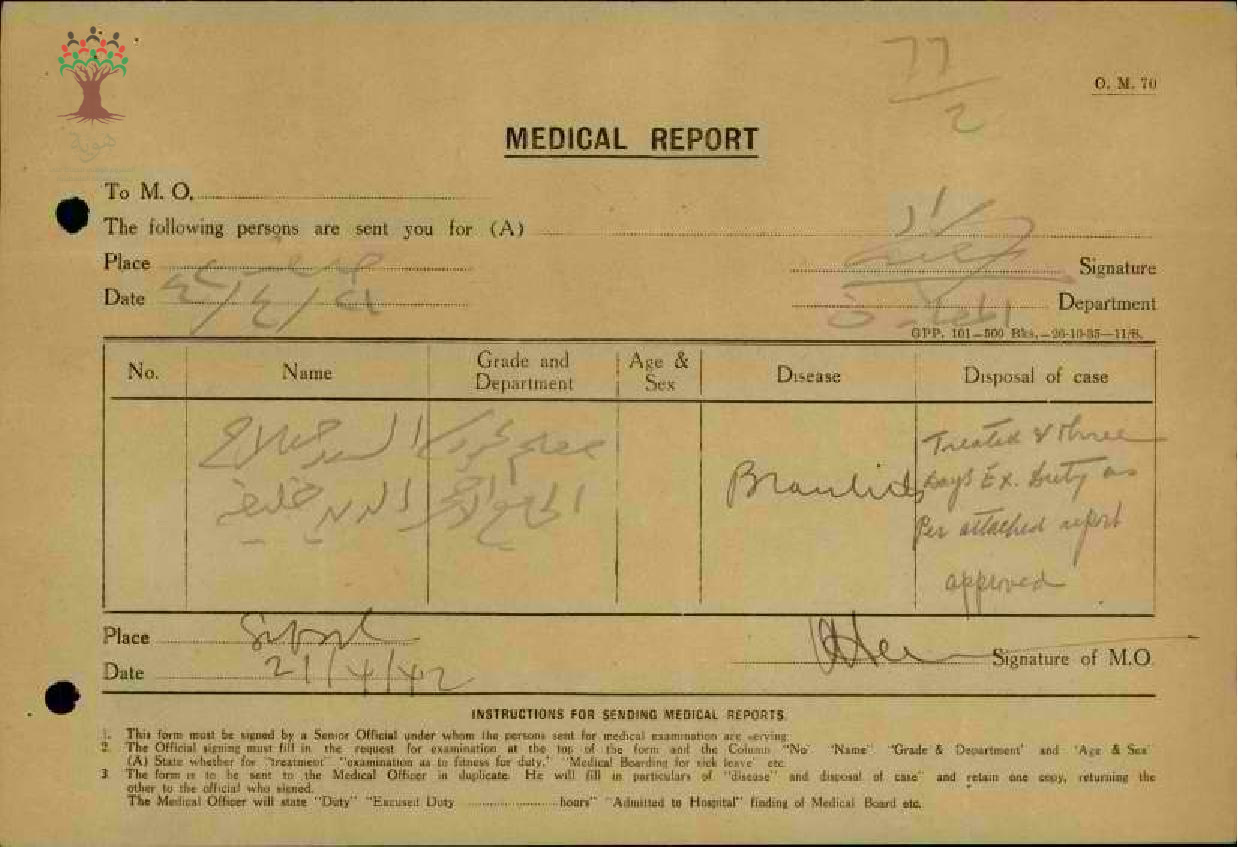 77/2
O. M. 70
MEDICAL REPORT
To M. O.
The following persons are sent you for (A)
Place
Signature
Date ٢١/٤/٤٢
Department المعارف
GPP. 101—500 Bks.—26-10-35—11/B.
No. Name Grade and Department Age & Sex Disease Disposal of case
السيد معلم
خليفة
Treated & three
days Ex. Duty as
Per attached report
approved
Place
Date 21/4/42
Signature of M.O.
INSTRUCTIONS FOR SENDING MEDICAL REPORTS.
1. This form must be signed by a Senior Official under whom the persons sent for medical examination are serving.
2. The Official signing must fill in the request for examination at the top of the form and the Column "No" 'Name" 'Grade & Department' and 'Age & Sex'
(A) State whether for "treatment" "examination as to fitness for duty," "Medical Boarding for sick leave" etc.
3. The form is to be sent to the Medical Officer in duplicate. He will fill in particulars of "disease" and disposal of case" and retain one copy, returning the
other to the official who signed.
The Medical Officer will state "Duty" "Excused Duty ........................hours" "Admitted to Hospital" finding of Medical Board etc.